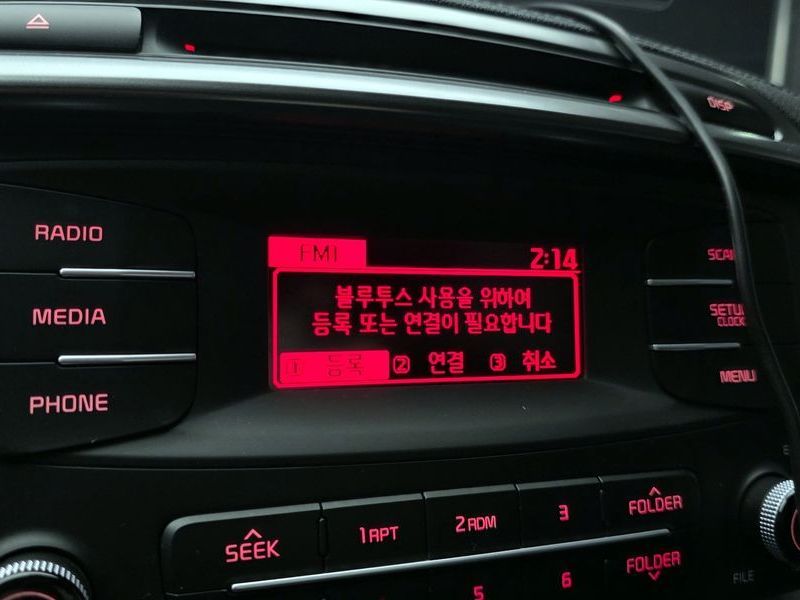 DISP
RADIO
MEDIA
PHONE
FM1
2:14
블루투스 사용을 위하여
등록 또는 연결이 필요합니다
1 등록 2 연결 3 취소
MENU
CLOCK
SEEK
1 RPT
2 RDM
3
FOLDER
5
6
FOLDER
FILE